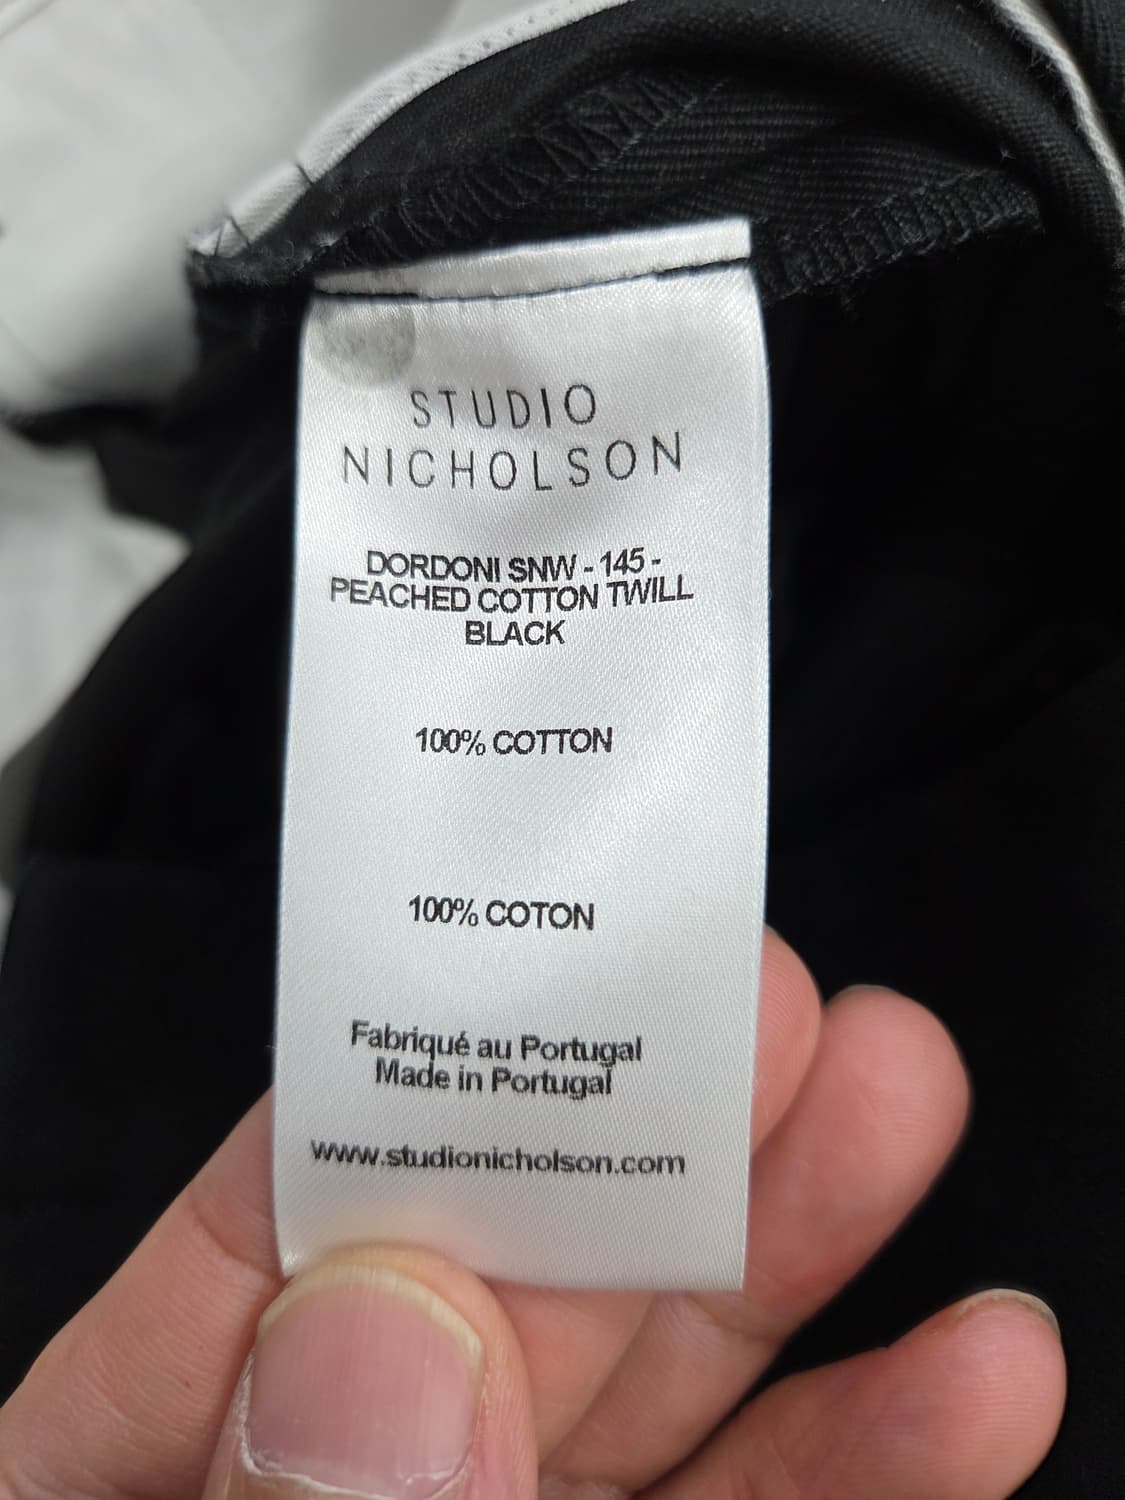 STUDIO
NICHOLSON
DORDONI SNW - 145 -
PEACHED COTTON TWILL
BLACK
100% COTTON
100% COTON
Fabriqué au Portugal
Made in Portugal
www.studionicholson.com